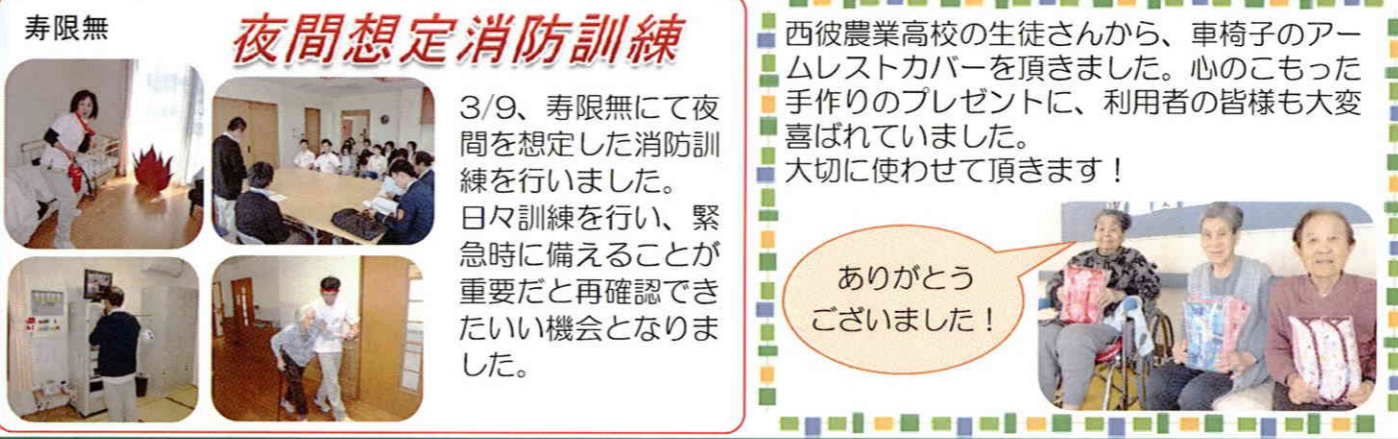 寿限無
夜間想定消防訓練
3/9、寿限無にて夜
間を想定した消防訓
練を行いました。
日々訓練を行い、緊
急時に備えることが
重要だと再確認でき
たいい機会となりま
した。
西彼農業高校の生徒さんから、車椅子のアー
ムレストカバーを頂きました。心のこもった
手作りのプレゼントに、利用者の皆様も大変
喜ばれていました。
大切に使わせて頂きます！
ありがとう
ございました！